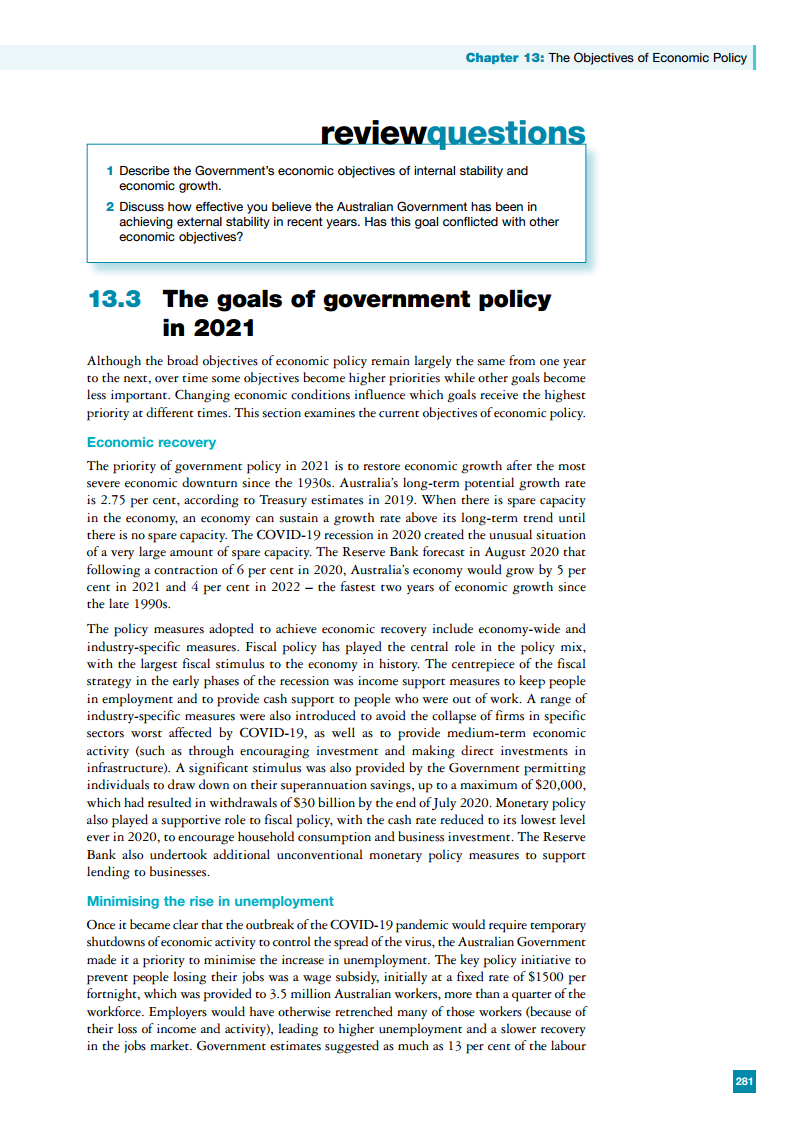 Chapter 13: The Objectives of Economic Policy
reviewquestions
1 Describe the Government's economic objectives of internal stability and
economic growth.
2 Discuss how effective you believe the Australian Government has been in
achieving external stability in recent years. Has this goal conflicted with other
economic objectives?
13.3 The goals of government policy
in 2021
Although the broad objectives of economic policy remain largely the same from one year
to the next, over time some objectives become higher priorities while other goals become
less important. Changing economic conditions influence which goals receive the highest
priority at different times. This section examines the current objectives of economic policy.
Economic recovery
The priority of government policy in 2021 is to restore economic growth after the most
severe economic downturn since the 1930s. Australia's long-term potential growth rate
is 2.75 per cent, according to Treasury estimates in 2019. When there is spare capacity
in the economy, an economy can sustain a growth rate above its long-term trend until
there is no spare capacity. The COVID-19 recession in 2020 created the unusual situation
of a very large amount of spare capacity. The Reserve Bank forecast in August 2020 that
following a contraction of 6 per cent in 2020, Australia's economy would grow by 5 per
cent in 2021 and 4 per cent in 2022 – the fastest two years of economic growth since
the late 1990s.
The policy measures adopted to achieve economic recovery include economy-wide and
industry-specific measures. Fiscal policy has played the central role in the policy mix,
with the largest fiscal stimulus to the economy in history. The centrepiece of the fiscal
strategy in the early phases of the recession was income support measures to keep people
in employment and to provide cash support to people who were out of work. A range of
industry-specific measures were also introduced to avoid the collapse of firms in specific
sectors worst affected by COVID-19, as well as to provide medium-term economic
activity (such as through encouraging investment and making direct investments in
infrastructure). A significant stimulus was also provided by the Government permitting
individuals to draw down on their superannuation savings, up to a maximum of $20,000,
which had resulted in withdrawals of $30 billion by the end of July 2020. Monetary policy
also played a supportive role to fiscal policy, with the cash rate reduced to its lowest level
ever in 2020, to encourage household consumption and business investment. The Reserve
Bank also undertook additional unconventional monetary policy measures to support
lending to businesses.
Minimising the rise in unemployment
Once it became clear that the outbreak of the COVID-19 pandemic would require temporary
shutdowns of economic activity to control the spread of the virus, the Australian Government
made it a priority to minimise the increase in unemployment. The key policy initiative to
prevent people losing their jobs was a wage subsidy, initially at a fixed rate of $1500 per
fortnight, which was provided to 3.5 million Australian workers, more than a quarter of the
workforce. Employers would have otherwise retrenched many of those workers (because of
their loss of income and activity), leading to higher unemployment and a slower recovery
in the jobs market. Government estimates suggested as much as 13 per cent of the labour
281